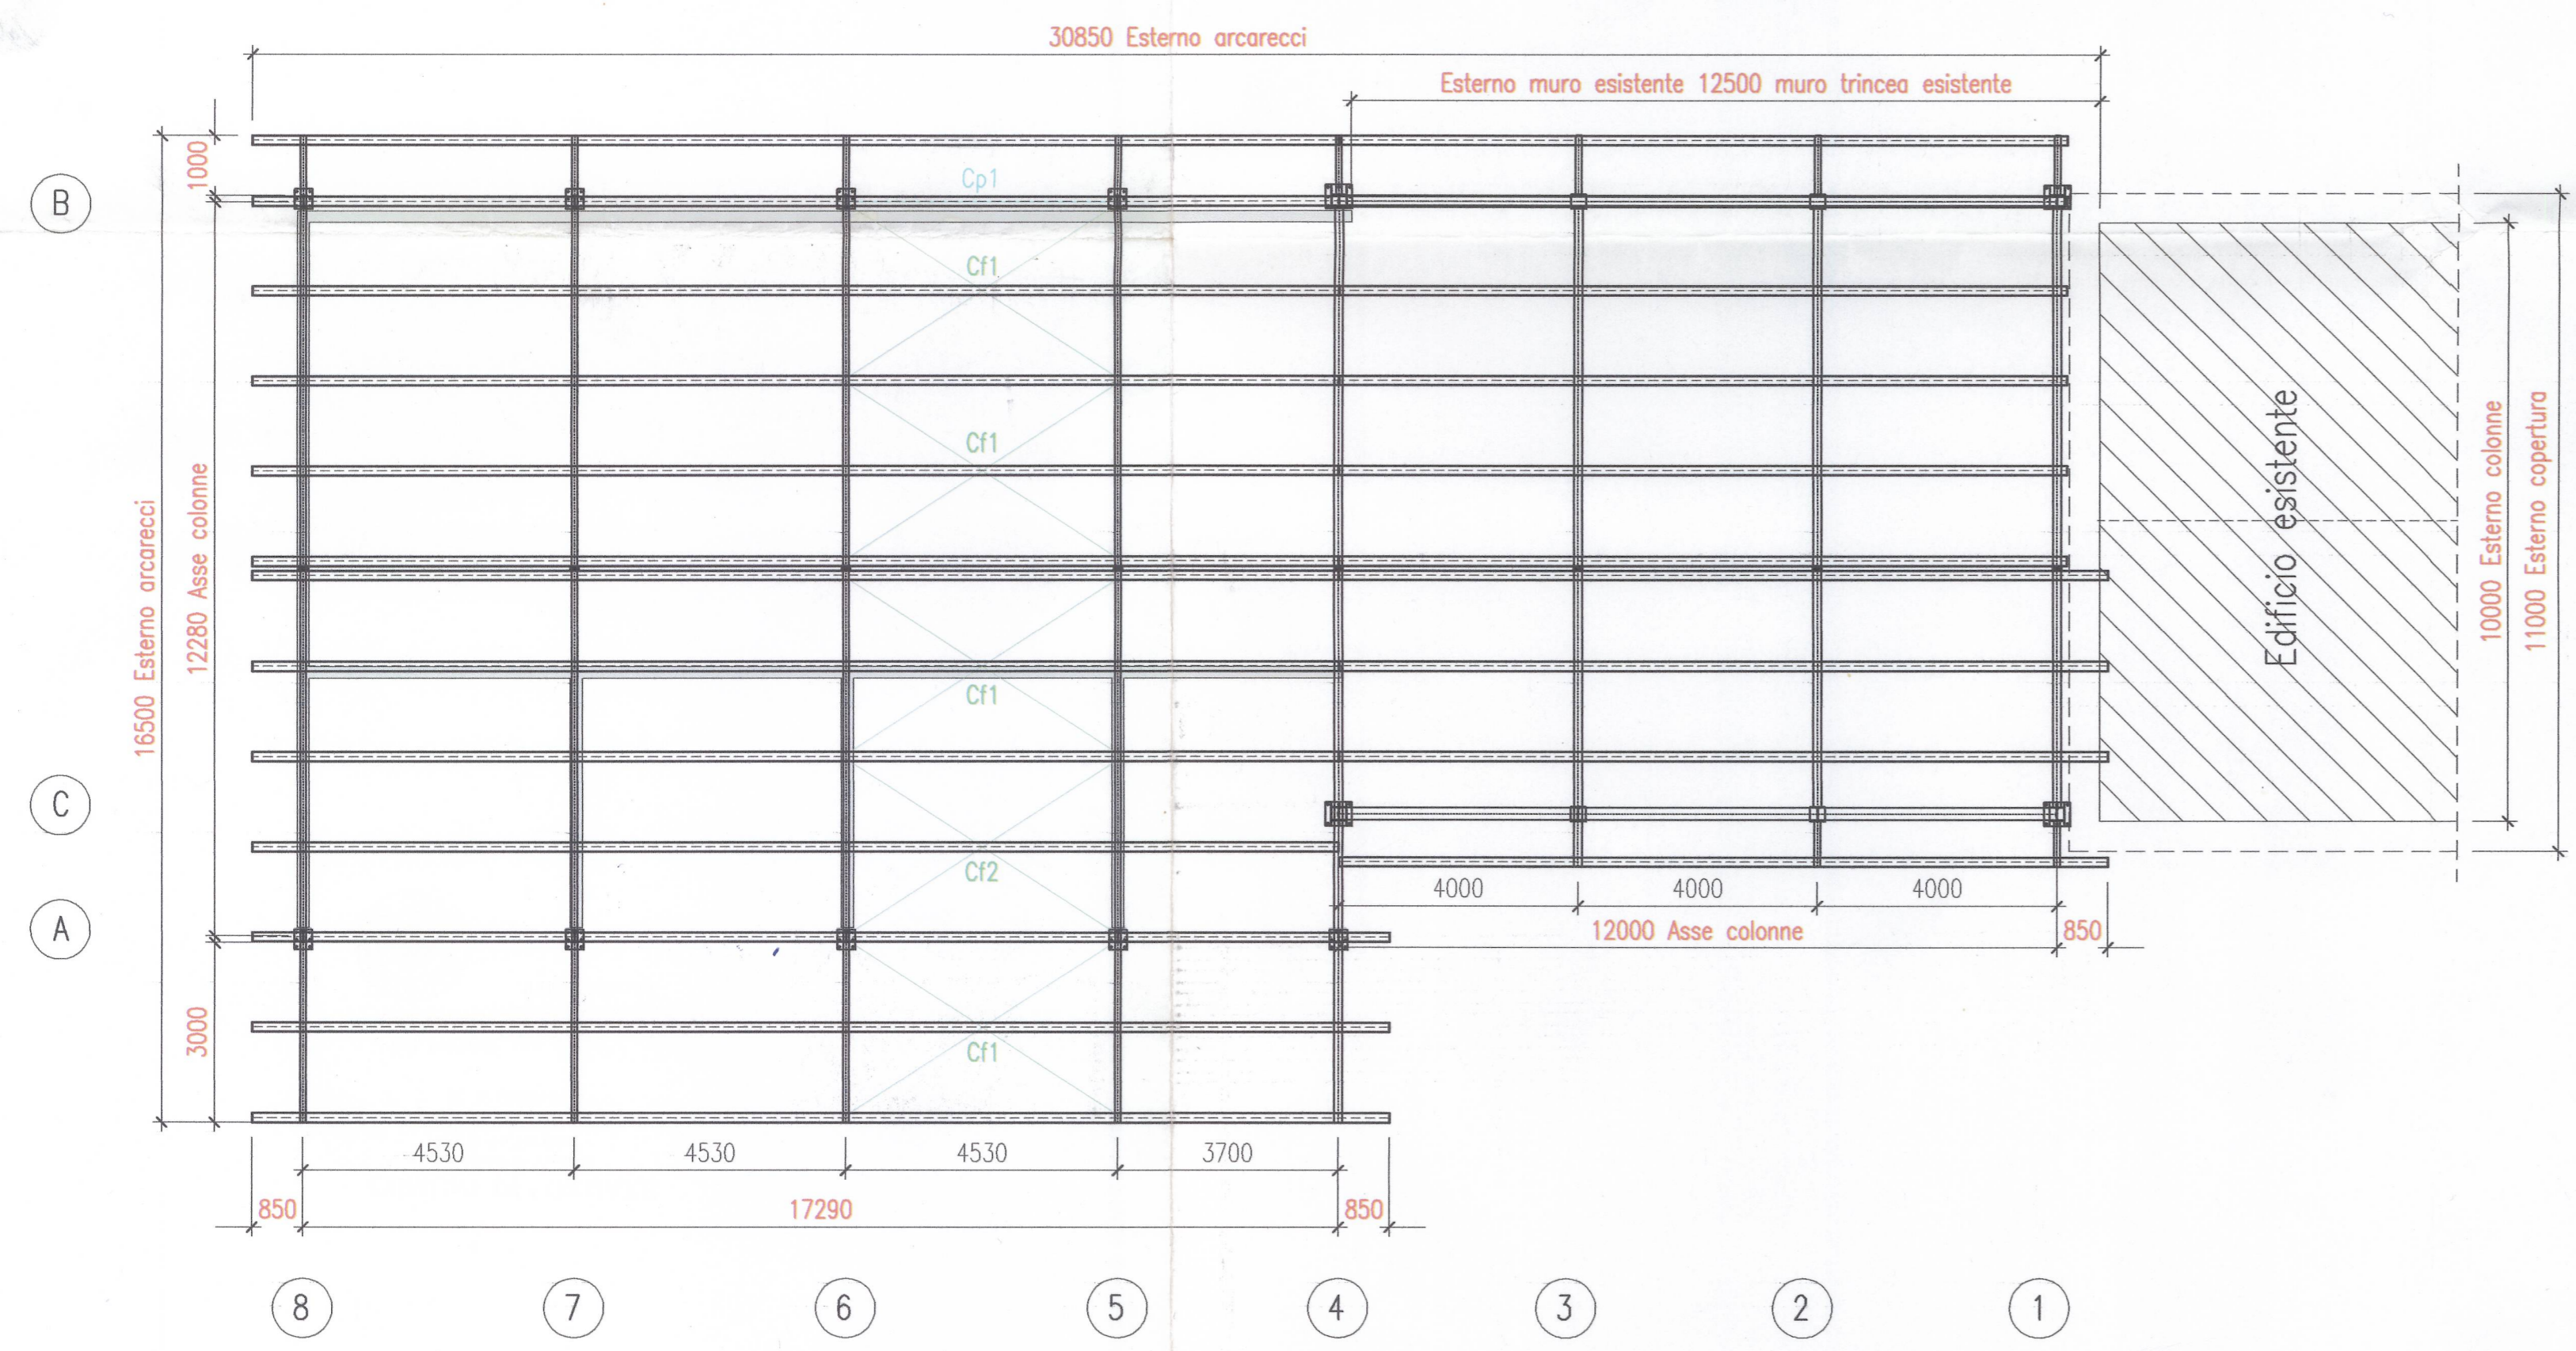 30850 Esterno arcarecci
Esterno muro esistente 12500 muro trincea esistente
1000
B
Cp1
Cf1
Cf1
12280 Asse colonne
16500 Esterno arcarecci
Edificio esistente
10000 Esterno colonne
11000 Esterno copertura
Cf1
C
Cf2
4000
4000
4000
A
12000 Asse colonne
850
3000
Cf1
4530
4530
4530
3700
850
17290
850
8
7
6
5
4
3
2
1